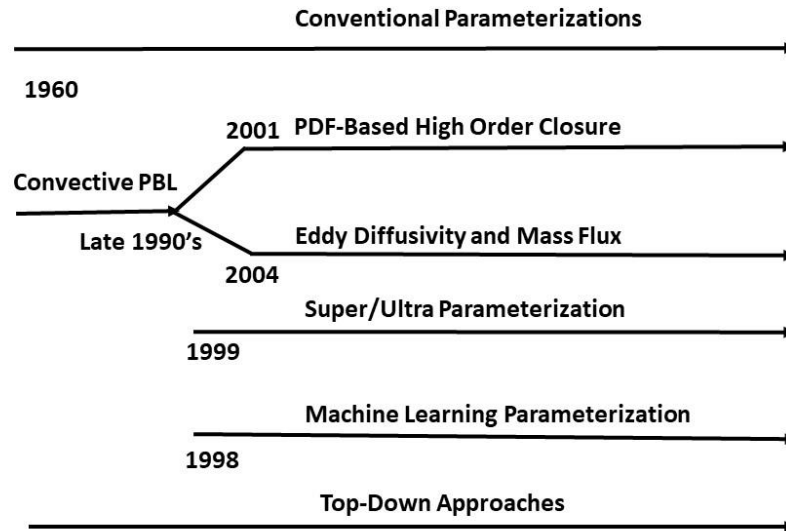 Conventional Parameterizations
1960
2001
PDF-Based High Order Closure
Convective PBL
Late 1990's
Eddy Diffusivity and Mass Flux
2004
Super/Ultra Parameterization
1999
Machine Learning Parameterization
1998
Top-Down Approaches